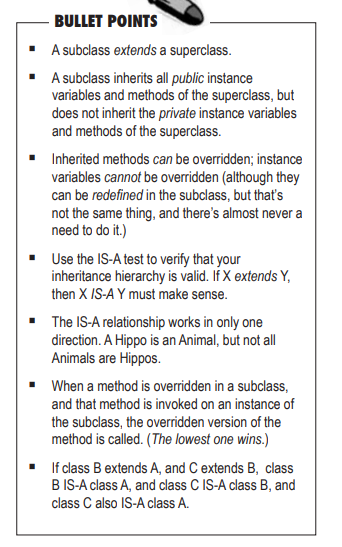 BULLET POINTS
▪ A subclass extends a superclass.
▪ A subclass inherits all public instance
variables and methods of the superclass, but
does not inherit the private instance variables
and methods of the superclass.
▪ Inherited methods can be overridden; instance
variables cannot be overridden (although they
can be redefined in the subclass, but that's
not the same thing, and there's almost never a
need to do it.)
▪ Use the IS-A test to verify that your
inheritance hierarchy is valid. If X extends Y,
then X IS-A Y must make sense.
▪ The IS-A relationship works in only one
direction. A Hippo is an Animal, but not all
Animals are Hippos.
▪ When a method is overridden in a subclass,
and that method is invoked on an instance of
the subclass, the overridden version of the
method is called. (The lowest one wins.)
▪ If class B extends A, and C extends B, class
B IS-A class A, and class C IS-A class B, and
class C also IS-A class A.